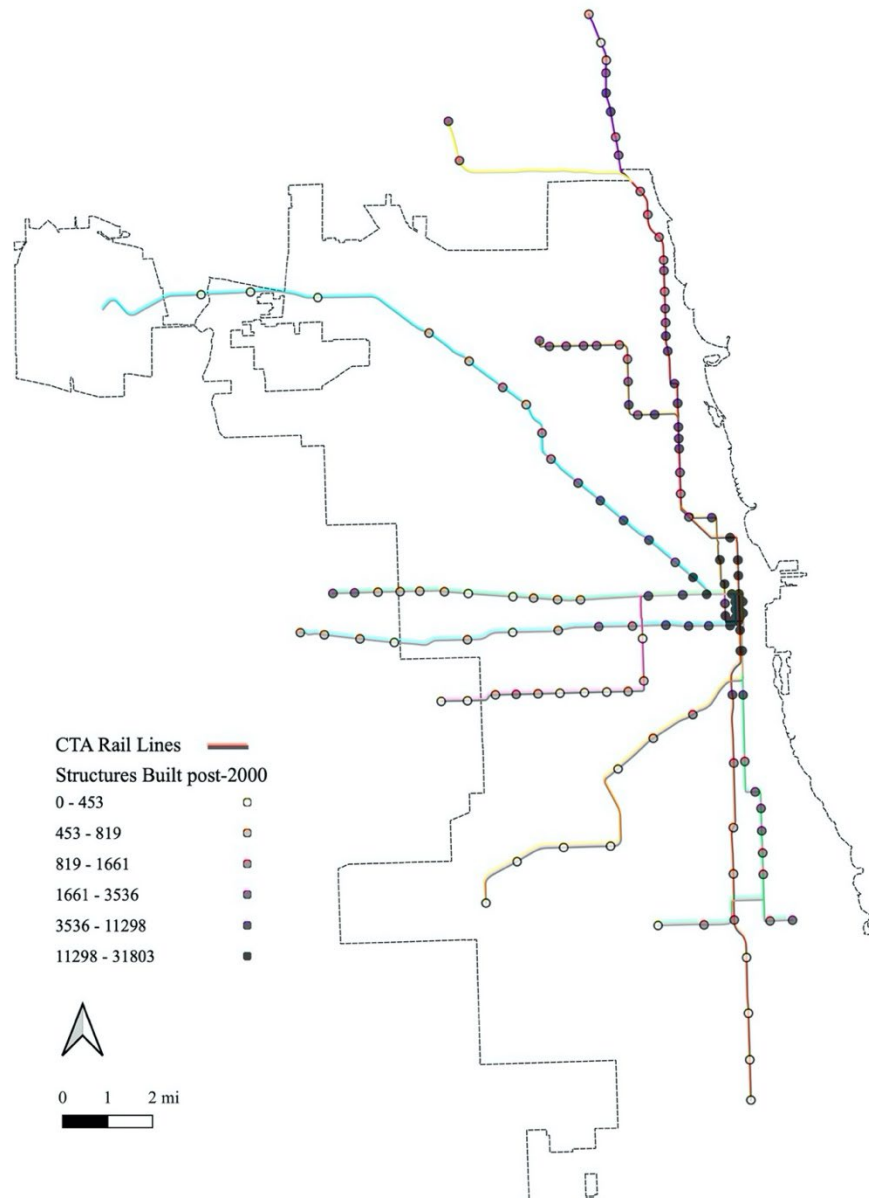 CTA Rail Lines
Structures Built post-2000
0 - 453
453 - 819
819 - 1661
1661 - 3536
3536 - 11298
11298 - 31803
0 1 2 mi